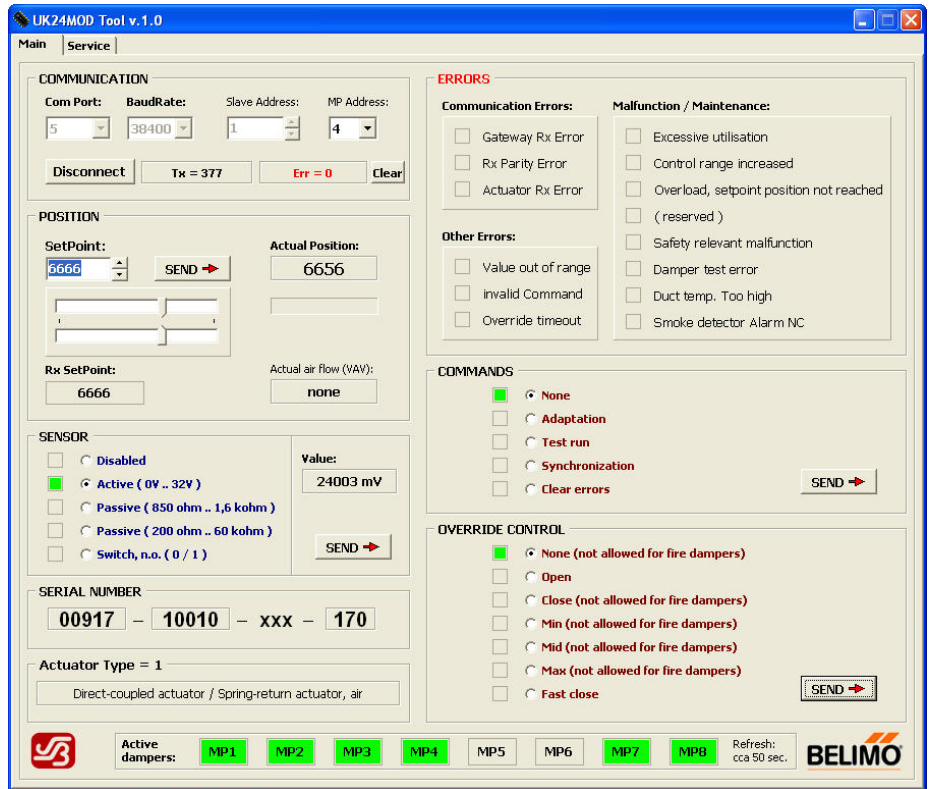 UK24MOD Tool v.1.0
Main
Service
COMMUNICATION
Com Port: BaudRate: Slave Address: MP Address:
5 38400 1 4
Disconnect Tx = 377 Err = 0 Clear
POSITION
SetPoint: Actual Position:
6666 SEND 6656
Rx SetPoint: Actual air flow (VAV):
6666 none
SENSOR
Disabled
Active ( 0V .. 32V )
Passive ( 850 ohm .. 1,6 kohm )
Passive ( 200 ohm .. 60 kohm )
Switch, n.o. ( 0 / 1 )
Value:
24003 mV
SEND
SERIAL NUMBER
00917 – 10010 – xxx – 170
Actuator Type = 1
Direct-coupled actuator / Spring-return actuator, air
ERRORS
Communication Errors:
Gateway Rx Error
Rx Parity Error
Actuator Rx Error
Other Errors:
Value out of range
invalid Command
Override timeout
Malfunction / Maintenance:
Excessive utilisation
Control range increased
Overload, setpoint position not reached
( reserved )
Safety relevant malfunction
Damper test error
Duct temp. Too high
Smoke detector Alarm NC
COMMANDS
None
Adaptation
Test run
Synchronization
Clear errors
SEND
OVERRIDE CONTROL
None (not allowed for fire dampers)
Open
Close (not allowed for fire dampers)
Min (not allowed for fire dampers)
Mid (not allowed for fire dampers)
Max (not allowed for fire dampers)
Fast close
SEND
Active
dampers:
MP1 MP2 MP3 MP4 MP5 MP6 MP7 MP8
Refresh:
cca 50 sec.
BELIMO